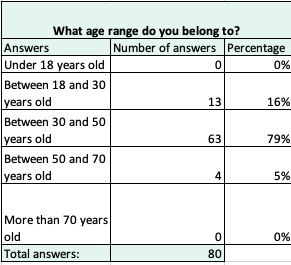 What age range do you belong to?
Answers Number of answers Percentage
Under 18 years old 0 0%
Between 18 and 30
years old 13 16%
Between 30 and 50
years old 63 79%
Between 50 and 70
years old 4 5%
More than 70 years
old 0 0%
Total answers: 80